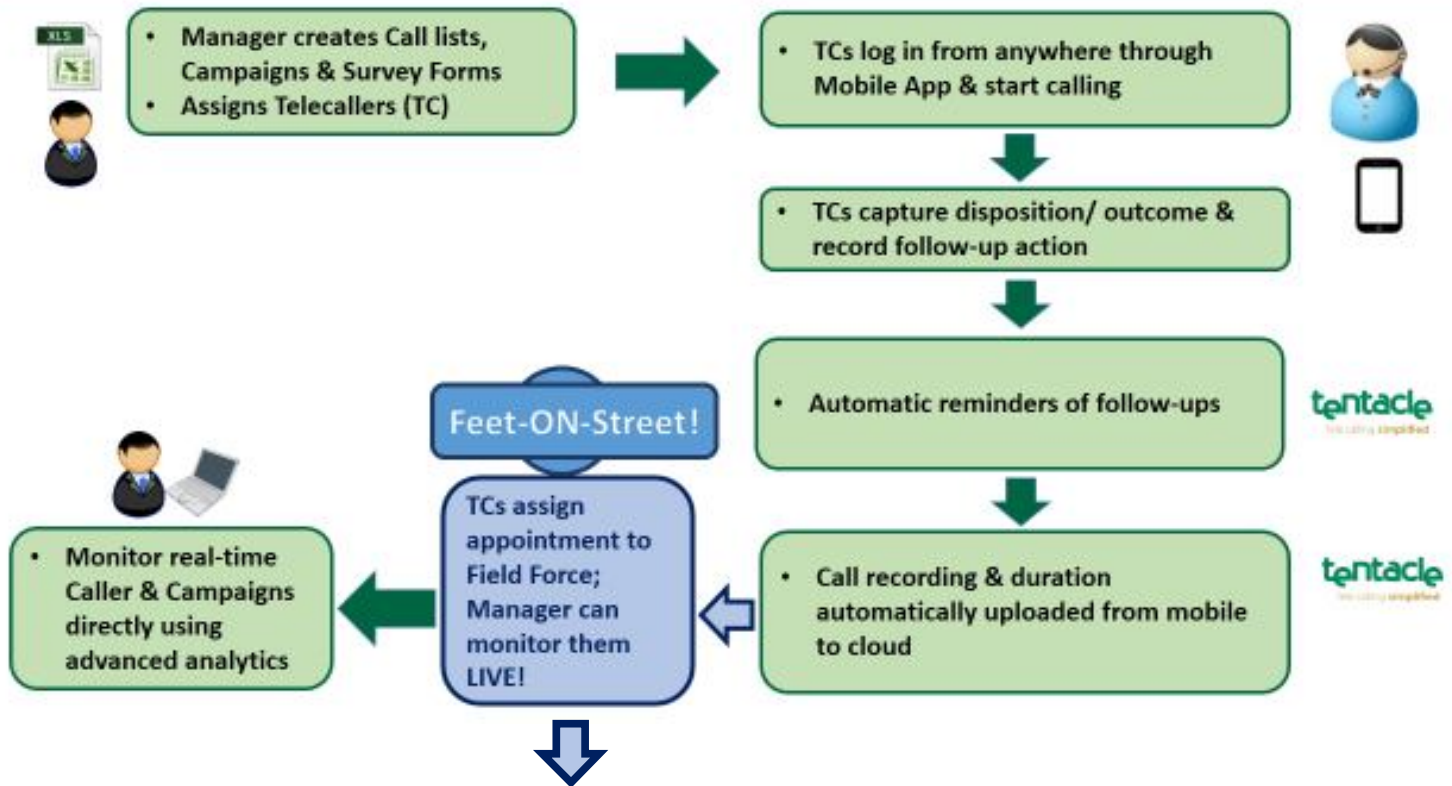 XLS
• Manager creates Call lists,
Campaigns & Survey Forms
• Assigns Telecallers (TC)
• TCs log in from anywhere through
Mobile App & start calling
• TCs capture disposition/ outcome &
record follow-up action
• Automatic reminders of follow-ups
tentacle
simplified
• Call recording & duration
automatically uploaded from mobile
to cloud
tentacle
simplified
Feet-ON-Street!
TCs assign
appointment to
Field Force;
Manager can
monitor them
LIVE!
• Monitor real-time
Caller & Campaigns
directly using
advanced analytics